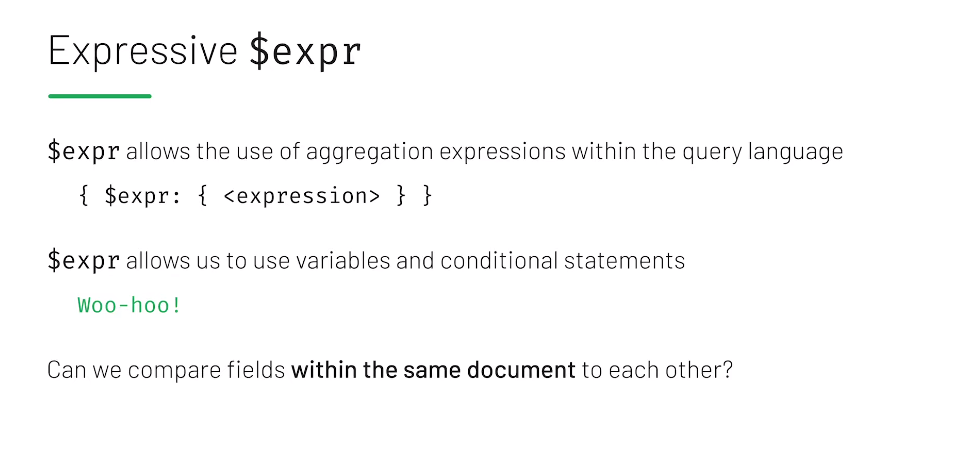 Expressive $expr
$expr allows the use of aggregation expressions within the query language
{ $expr: { <expression> } }
$expr allows us to use variables and conditional statements
Woo-hoo!
Can we compare fields within the same document to each other?